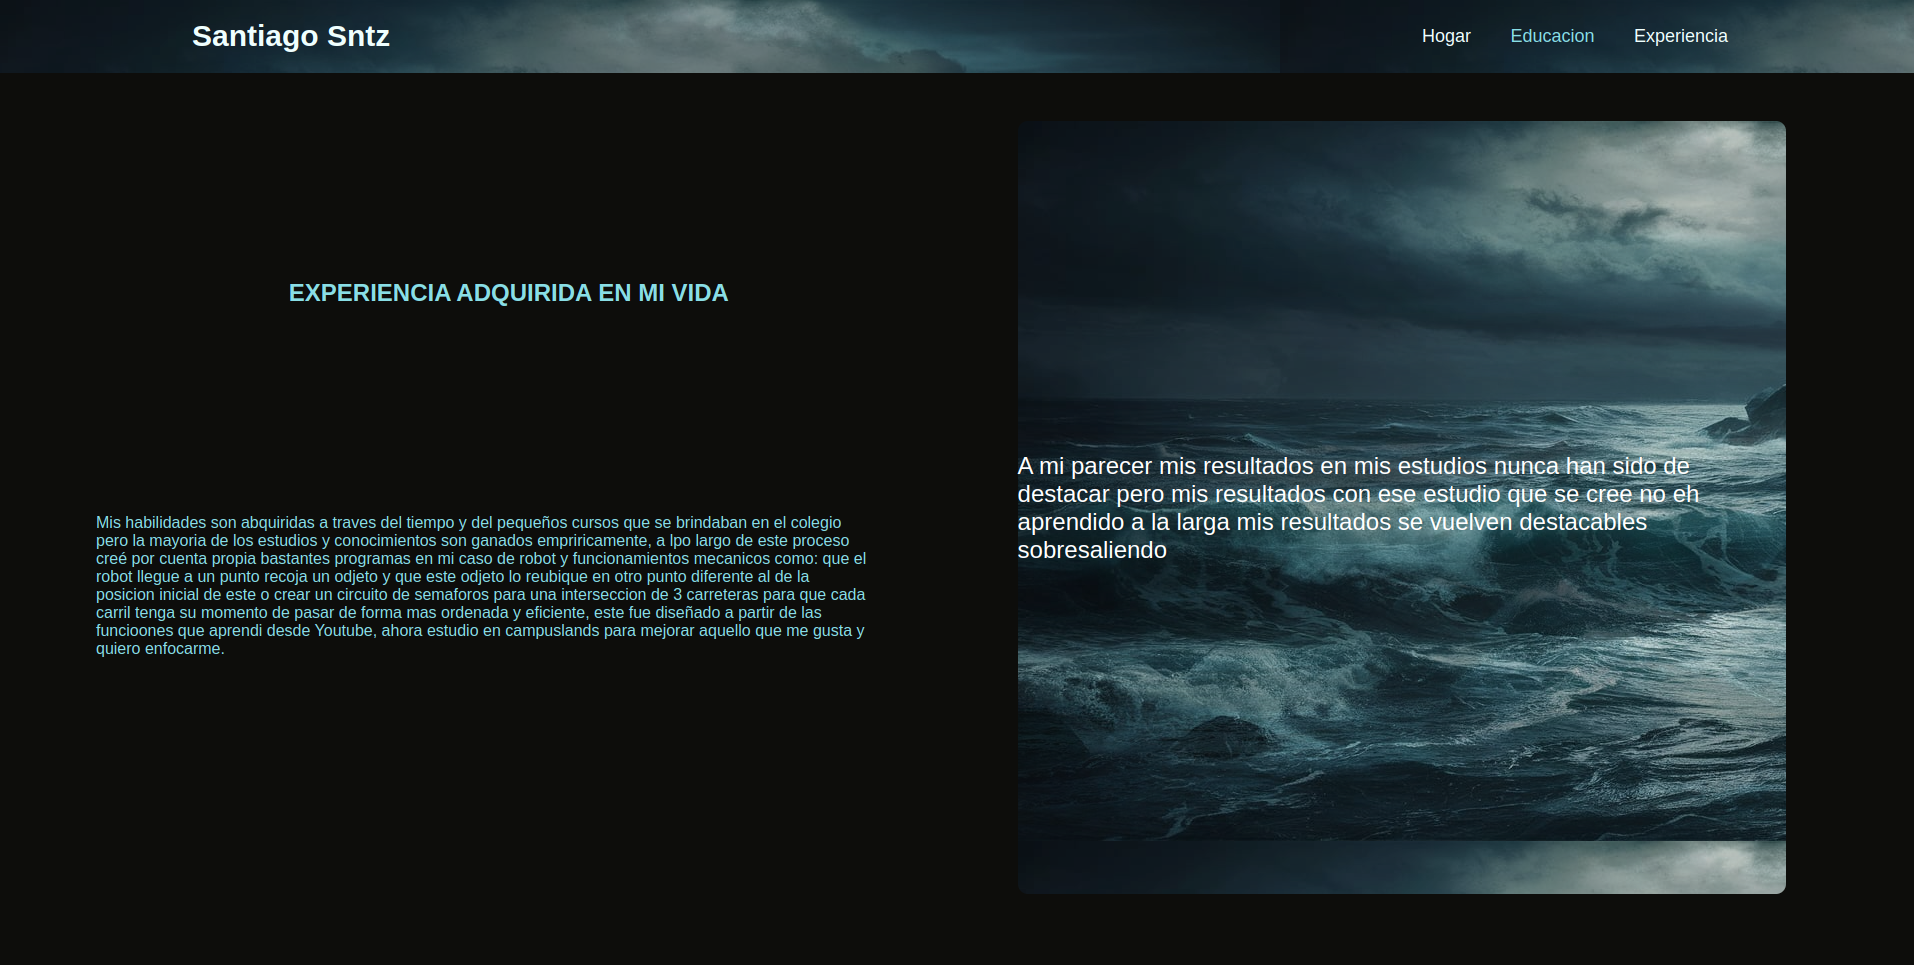 Santiago Sntz
Hogar Educacion Experiencia
EXPERIENCIA ADQUIRIDA EN MI VIDA
Mis habilidades son abquiridas a traves del tiempo y del pequeños cursos que se brindaban en el colegio
pero la mayoria de los estudios y conocimientos son ganados empriricamente, a lpo largo de este proceso
creé por cuenta propia bastantes programas en mi caso de robot y funcionamientos mecanicos como: que el
robot llegue a un punto recoja un odjeto y que este odjeto lo reubique en otro punto diferente al de la
posicion inicial de este o crear un circuito de semaforos para una interseccion de 3 carreteras para que cada
carril tenga su momento de pasar de forma mas ordenada y eficiente, este fue diseñado a partir de las
funcioones que aprendi desde Youtube, ahora estudio en campuslands para mejorar aquello que me gusta y
quiero enfocarme.
A mi parecer mis resultados en mis estudios nunca han sido de
destacar pero mis resultados con ese estudio que se cree no eh
aprendido a la larga mis resultados se vuelven destacables
sobresaliendo